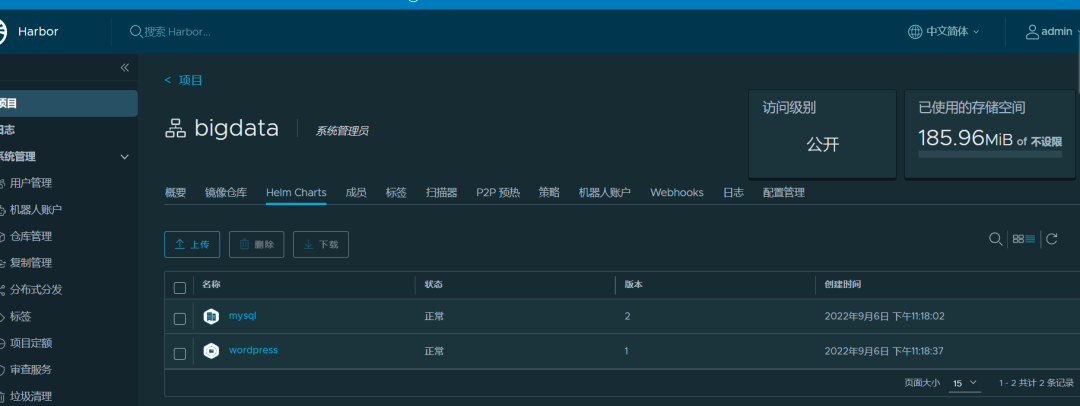 Harbor
搜索 Harbor...
中文简体
admin
项目
日志
系统管理
用户管理
机器人账户
仓库管理
复制管理
分布式分发
标签
项目定额
审查服务
垃圾清理
< 项目
bigdata
系统管理员
访问级别
公开
已使用的存储空间
185.96MiB of 不设限
概要 镜像仓库 Helm Charts 成员 标签 扫描器 P2P 预热 策略 机器人账户 Webhooks 日志 配置管理
上传 删除 下载
名称 状态 版本 创建时间
mysql 正常 2 2022年9月6日 下午11:18:02
wordpress 正常 1 2022年9月6日 下午11:18:37
页面大小 15 1 - 2 共计 2 条记录